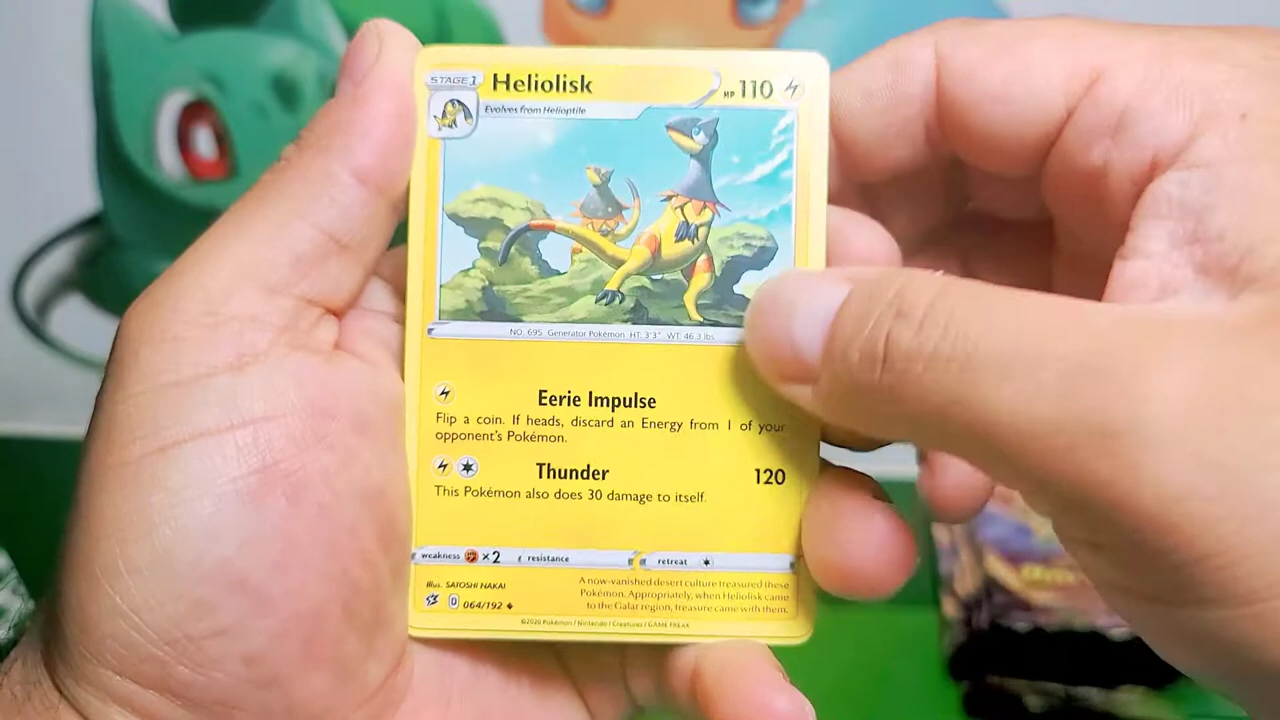 STAGE 1 Heliolisk HP 110
Evolves from Helioptile
NO. 695 Generator Pokémon HT: 3'3" WT: 46.3 lbs
Eerie Impulse
Flip a coin. If heads, discard an Energy from 1 of your
opponent's Pokémon.
Thunder 120
This Pokémon also does 30 damage to itself.
weakness ×2 resistance retreat
Illus. SATOSHI NAKAI
D 064/192
A now-vanished desert culture treasured these
Pokémon. Appropriately, when Heliolisk came
to the Galar region, treasure came with them.
©2020 Pokémon / Nintendo / Creatures / GAME FREAK